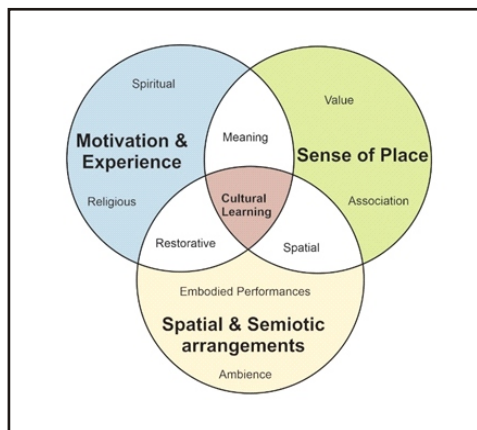 Spiritual
Value
Meaning
Motivation &
Experience
Sense of Place
Religious
Cultural
Learning
Association
Restorative
Spatial
Embodied Performances
Spatial & Semiotic
arrangements
Ambience